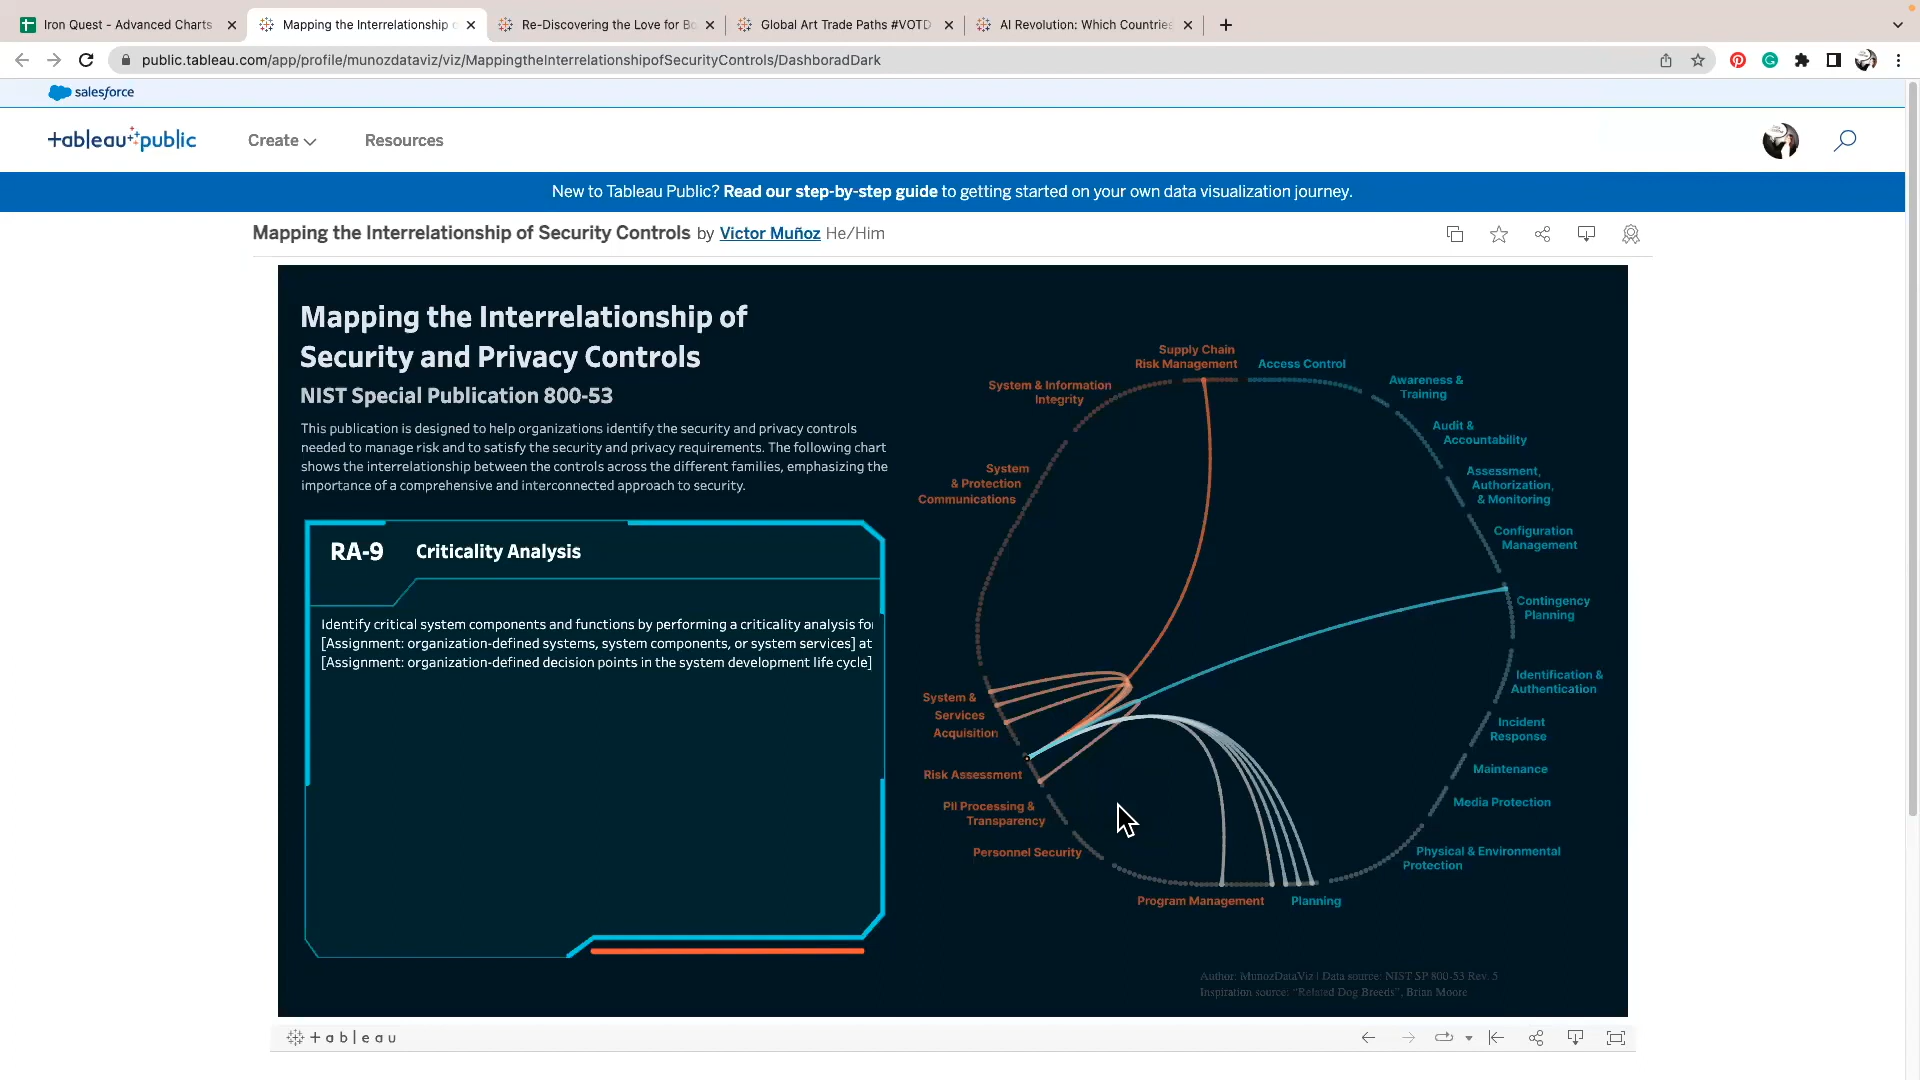 Iron Quest - Advanced Charts
Mapping the Interrelationship o
Re-Discovering the Love for Bo
Global Art Trade Paths #VOTD
AI Revolution: Which Countries
public.tableau.com/app/profile/munozdataviz/viz/MappingtheInterrelationshipofSecurityControls/DashboradDark
salesforce
tableau public
Create
Resources
New to Tableau Public? Read our step-by-step guide to getting started on your own data visualization journey.
Mapping the Interrelationship of Security Controls by Victor Muñoz He/Him
Mapping the Interrelationship of
Security and Privacy Controls
NIST Special Publication 800-53
This publication is designed to help organizations identify the security and privacy controls
needed to manage risk and to satisfy the security and privacy requirements. The following chart
shows the interrelationship between the controls across the different families, emphasizing the
importance of a comprehensive and interconnected approach to security.
RA-9 Criticality Analysis
Identify critical system components and functions by performing a criticality analysis for
[Assignment: organization-defined systems, system components, or system services] at
[Assignment: organization-defined decision points in the system development life cycle]
Supply Chain
Risk Management
Access Control
Awareness &
Training
Audit &
Accountability
Assessment,
Authorization,
& Monitoring
Configuration
Management
Contingency
Planning
Identification &
Authentication
Incident
Response
Maintenance
Media Protection
Physical & Environmental
Protection
Planning
Program Management
Personnel Security
PII Processing &
Transparency
Risk Assessment
System &
Services
Acquisition
System
& Protection
Communications
System & Information
Integrity
Author: MunozDataViz | Data source: NIST SP 800-53 Rev. 5
Inspiration source: "Related Dog Breeds", Brian Moore
tableau